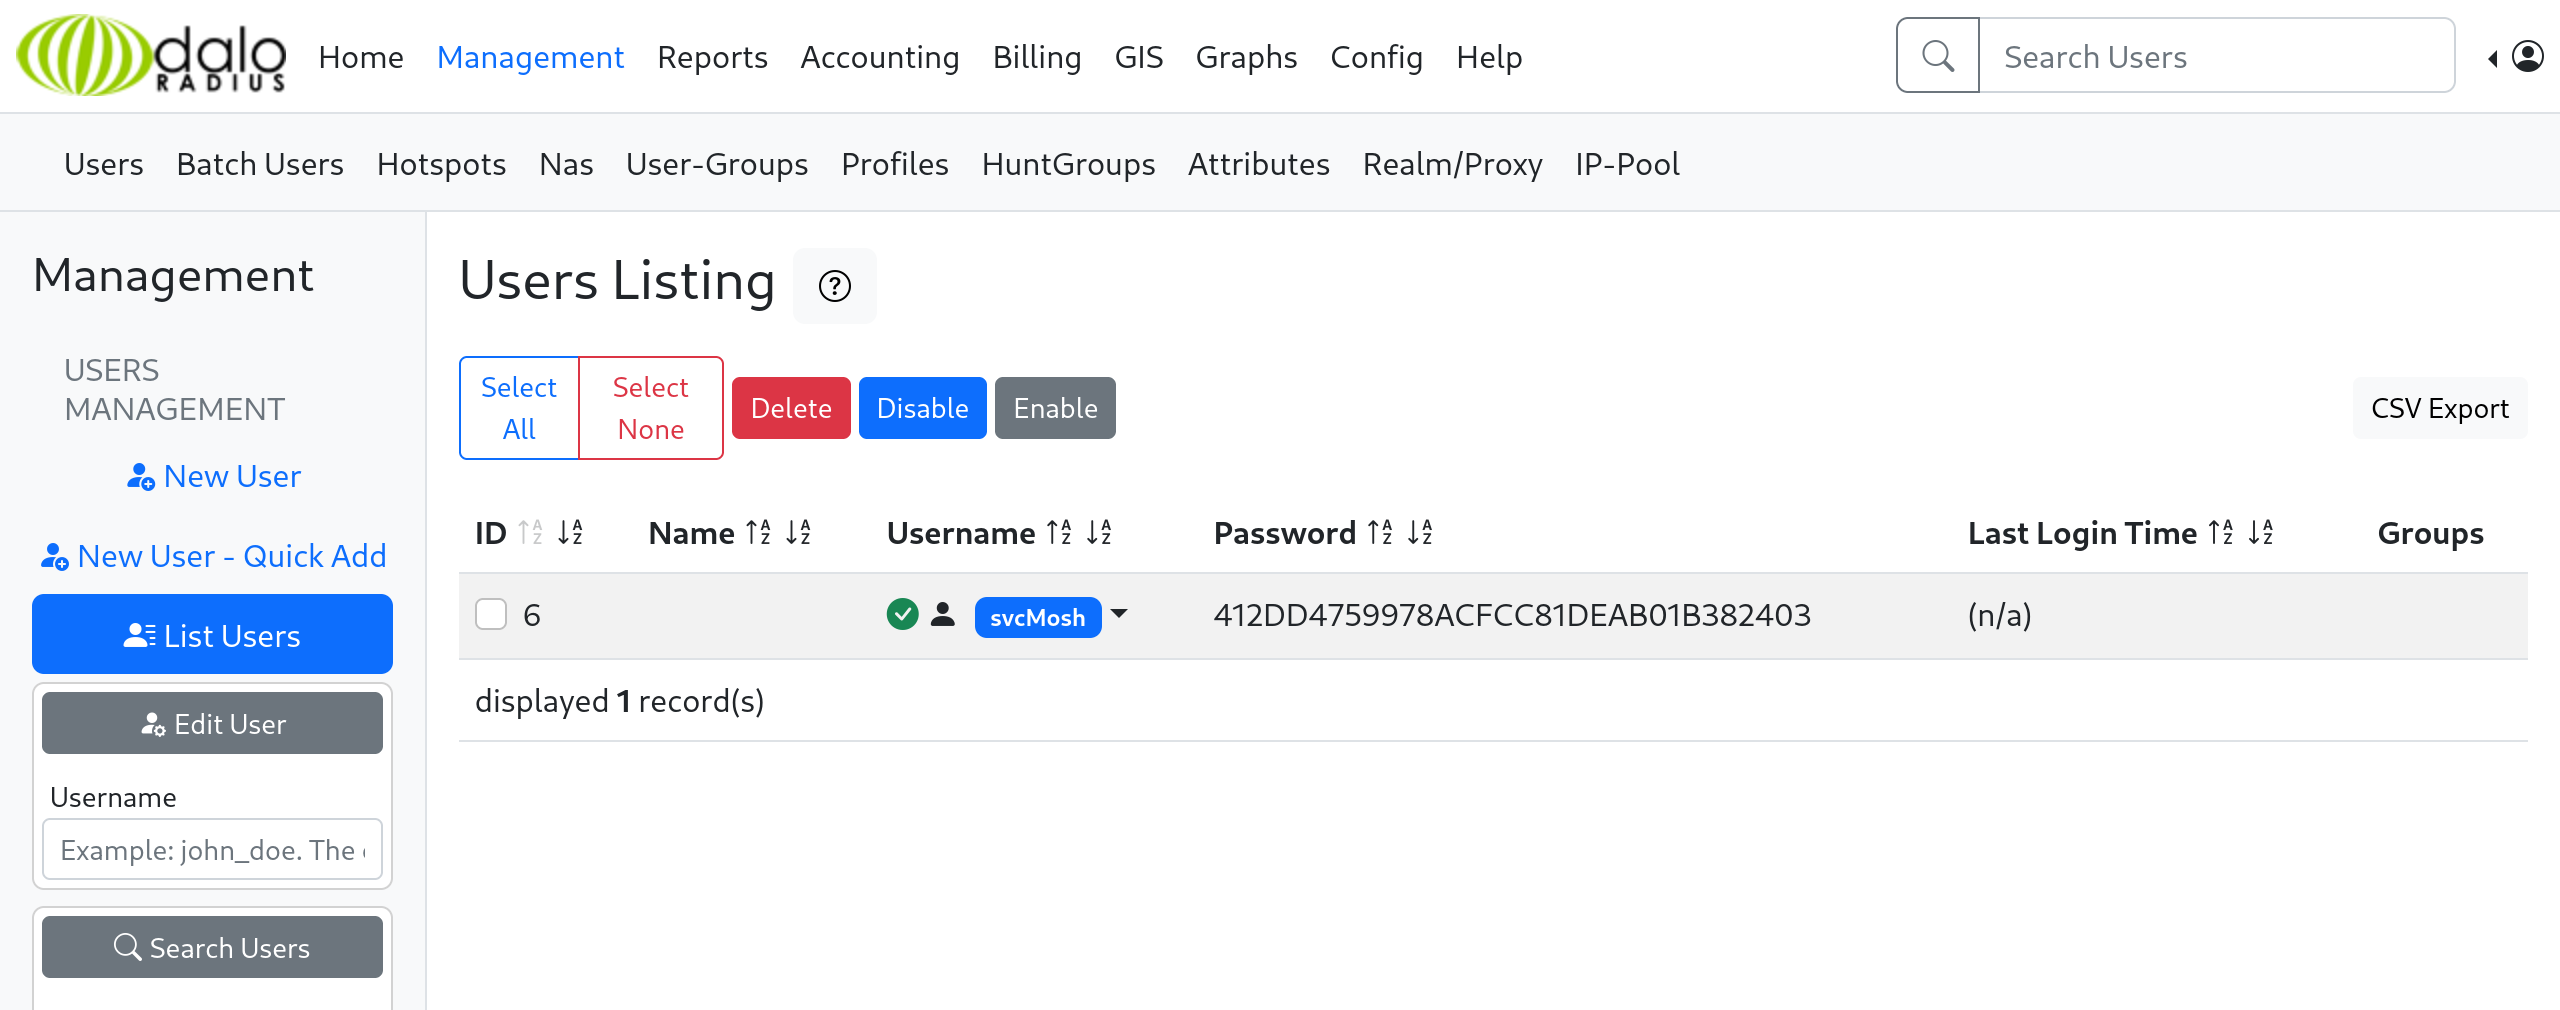 dalo RADIUS
Home Management Reports Accounting Billing GIS Graphs Config Help
Search Users
Users Batch Users Hotspots Nas User-Groups Profiles HuntGroups Attributes Realm/Proxy IP-Pool
Management
USERS
MANAGEMENT
New User
New User - Quick Add
List Users
Edit User
Username
Example: john_doe. The
Search Users
Users Listing
Select All
Select None
Delete
Disable
Enable
CSV Export
ID Name Username Password Last Login Time Groups
6 svcMosh 412DD4759978ACFCC81DEAB01B382403 (n/a)
displayed 1 record(s)